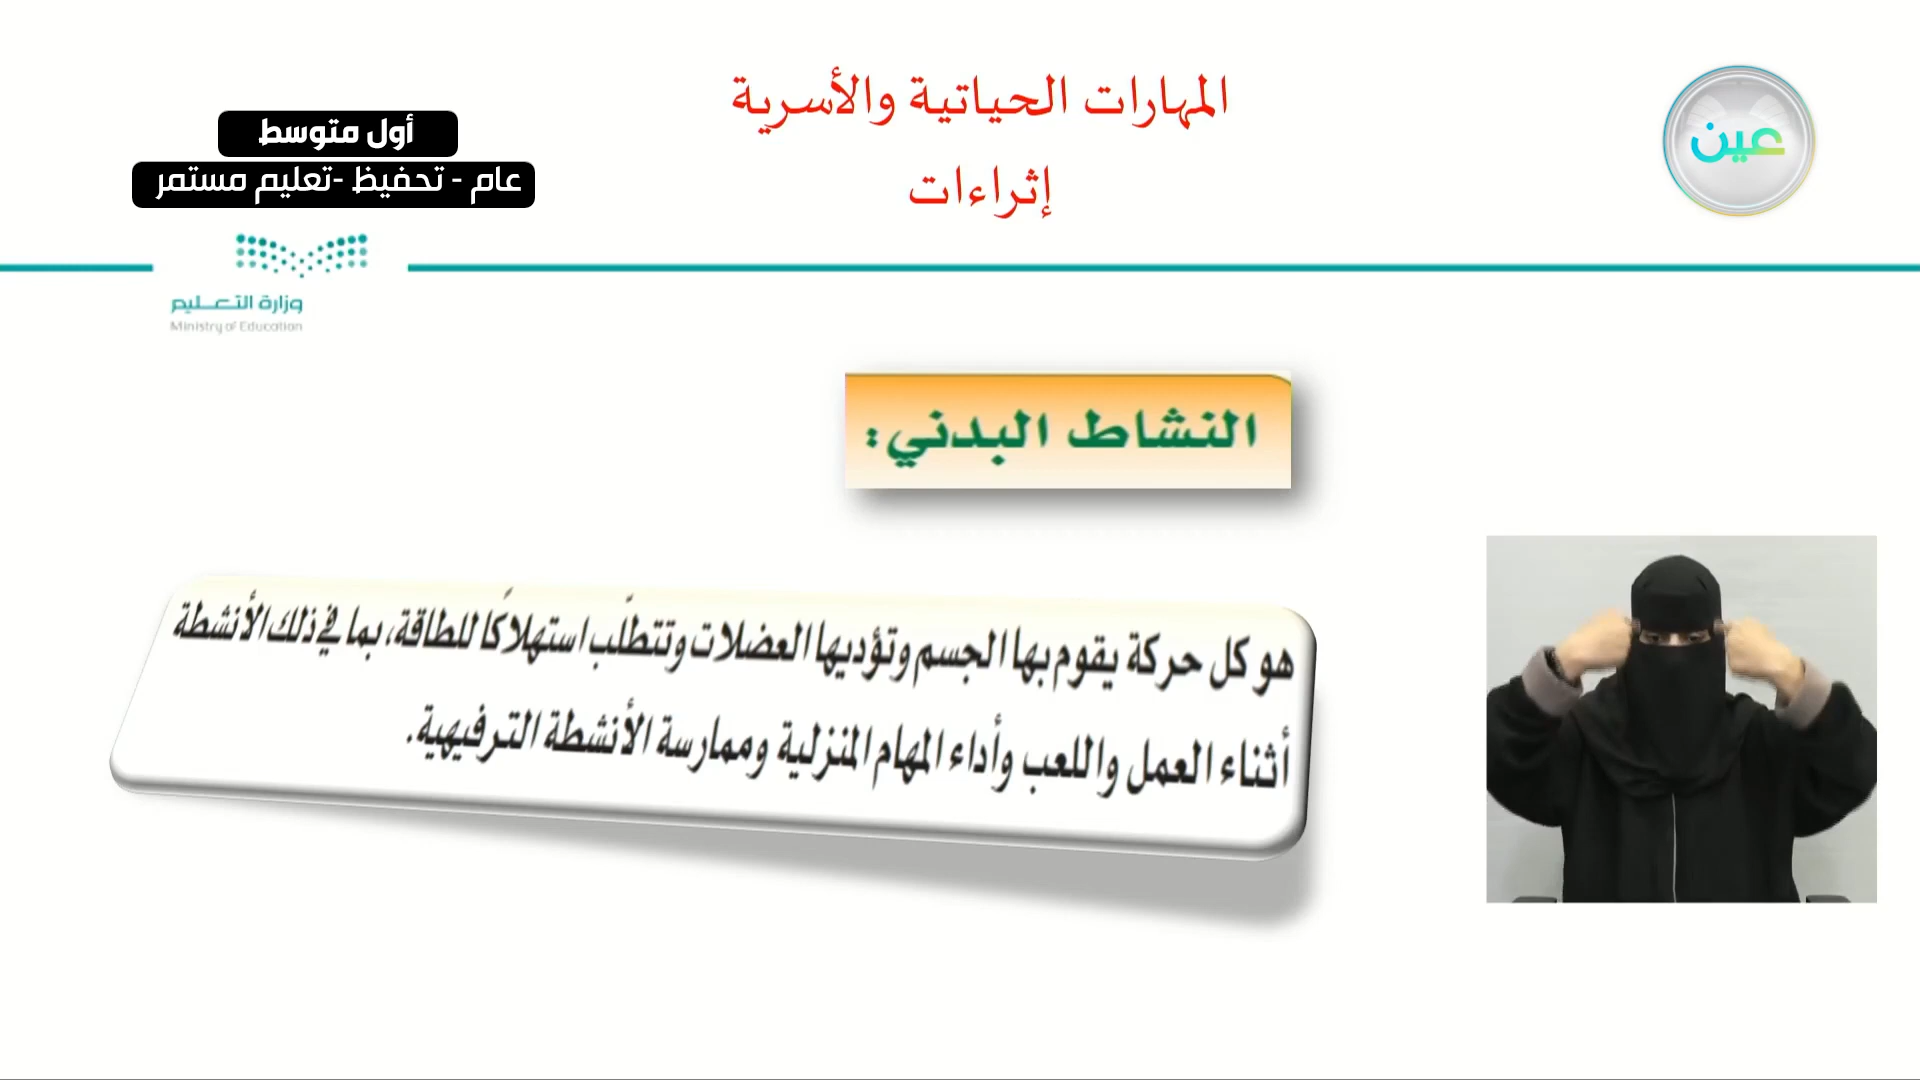 المهارات الحياتية والأسرية
إثراءات
عين
أول متوسط
عام - تحفيظ -تعليم مستمر
وزارة التعليم
Ministry of Education
النشاط البدني:
هو كل حركة يقوم بها الجسم وتؤديها العضلات وتتطلّب استهلاكًا للطاقة، بما في ذلك الأنشطة
أثناء العمل واللعب وأداء المهام المنزلية وممارسة الأنشطة الترفيهية.